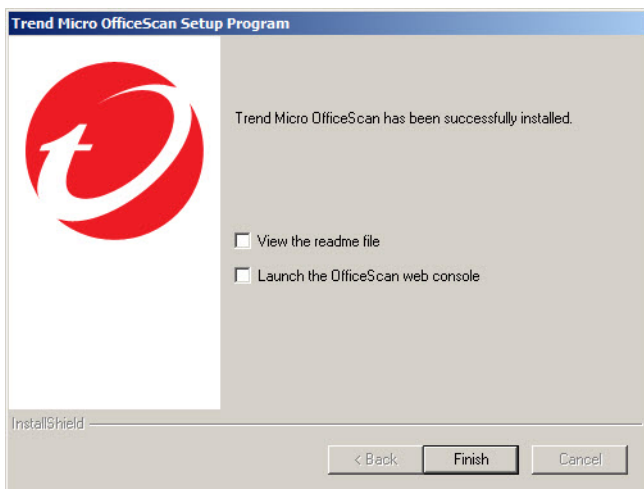 Trend Micro OfficeScan Setup Program
Trend Micro OfficeScan has been successfully installed.
View the readme file
Launch the OfficeScan web console
InstallShield
< Back
Finish
Cancel